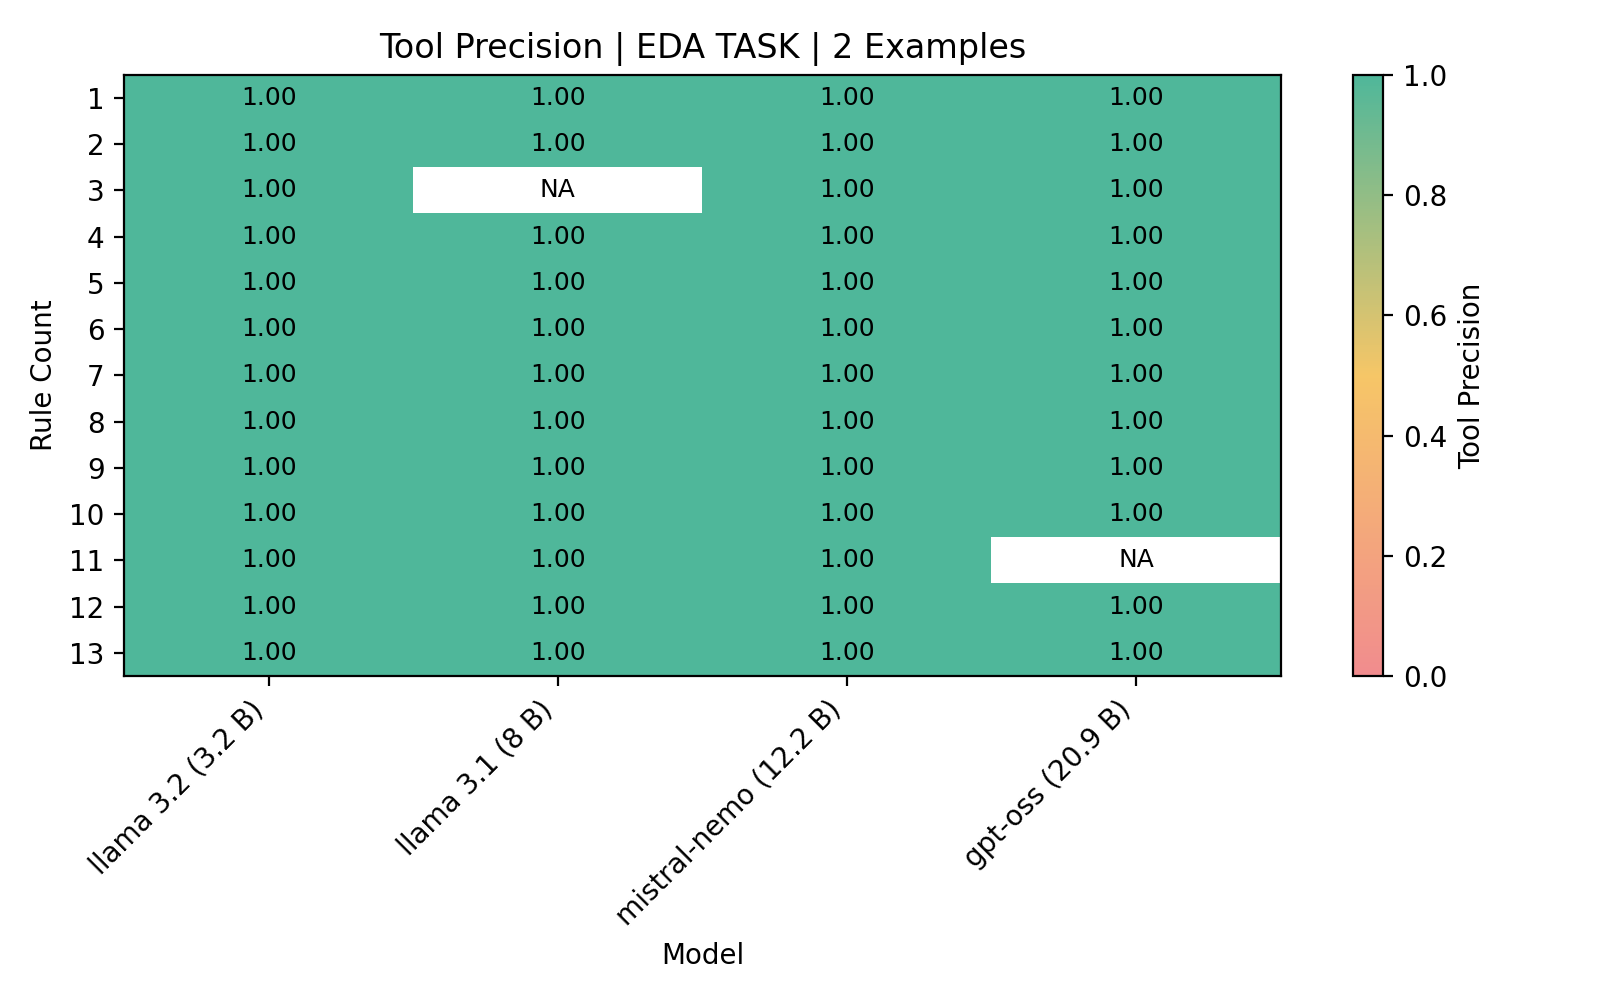 Tool Precision | EDA TASK | 2 Examples
Rule Count
1 1.00 1.00 1.00 1.00
2 1.00 1.00 1.00 1.00
3 1.00 NA 1.00 1.00
4 1.00 1.00 1.00 1.00
5 1.00 1.00 1.00 1.00
6 1.00 1.00 1.00 1.00
7 1.00 1.00 1.00 1.00
8 1.00 1.00 1.00 1.00
9 1.00 1.00 1.00 1.00
10 1.00 1.00 1.00 1.00
11 1.00 1.00 1.00 NA
12 1.00 1.00 1.00 1.00
13 1.00 1.00 1.00 1.00
llama 3.2 (3.2 B)
llama 3.1 (8 B)
mistral-nemo (12.2 B)
gpt-oss (20.9 B)
Model
1.0
0.8
0.6
0.4
0.2
0.0
Tool Precision